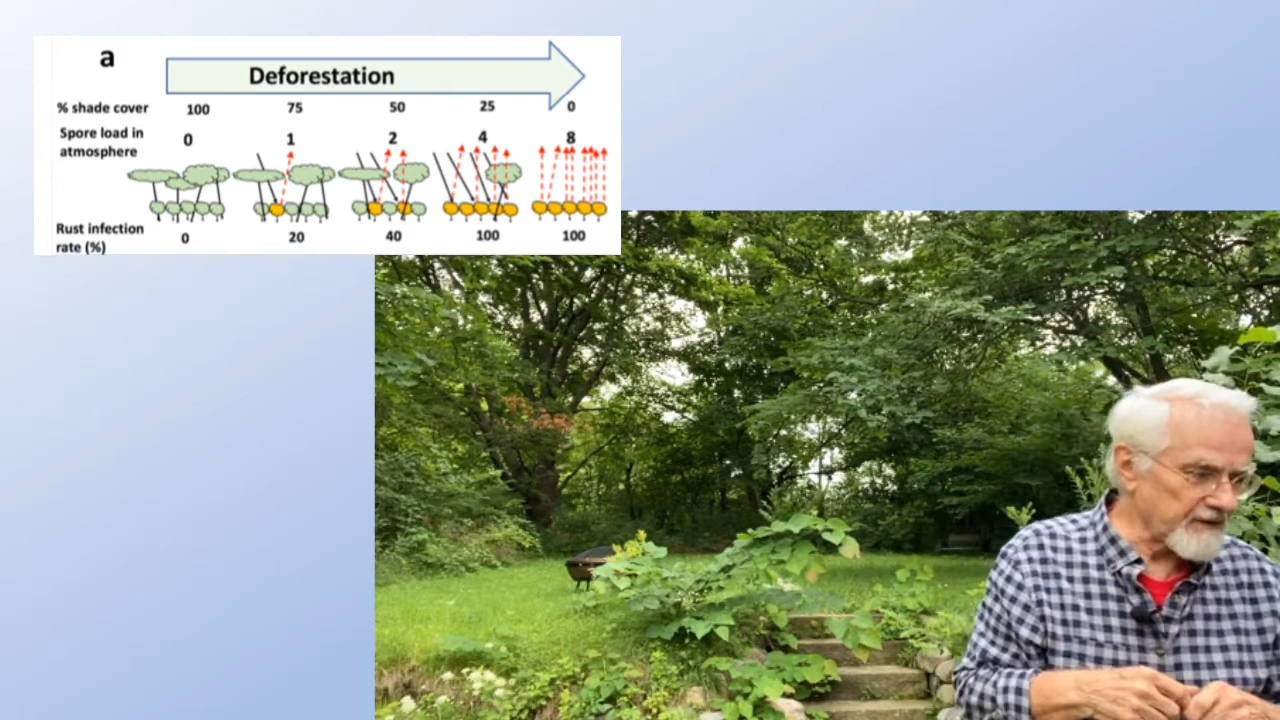 a
Deforestation
% shade cover 100 75 50 25 0
Spore load in atmosphere 0 1 2 4 8
Rust infection rate (%) 0 20 40 100 100